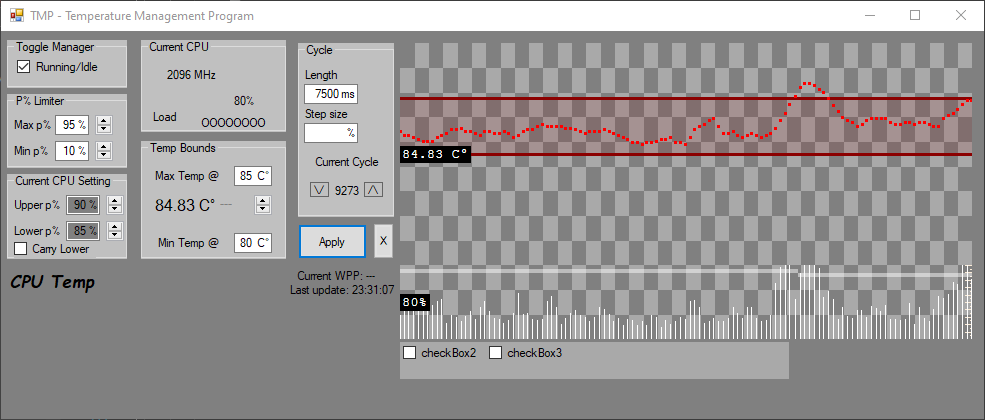 TMP - Temperature Management Program
Toggle Manager
Running/Idle
P% Limiter
Max p% 95 %
Min p% 10 %
Current CPU Setting
Upper p% 90 %
Lower p% 85 %
Carry Lower
CPU Temp
Current CPU
2096 MHz
80%
Load OOOOOOOO
Temp Bounds
Max Temp @ 85 C°
84.83 C° ---
Min Temp @ 80 C°
Cycle
Length
7500 ms
Step size
%
Current Cycle
\/ 9273 /\
Apply X
Current WPP: ---
Last update: 23:31:07
84.83 C°
80%
checkBox2 checkBox3